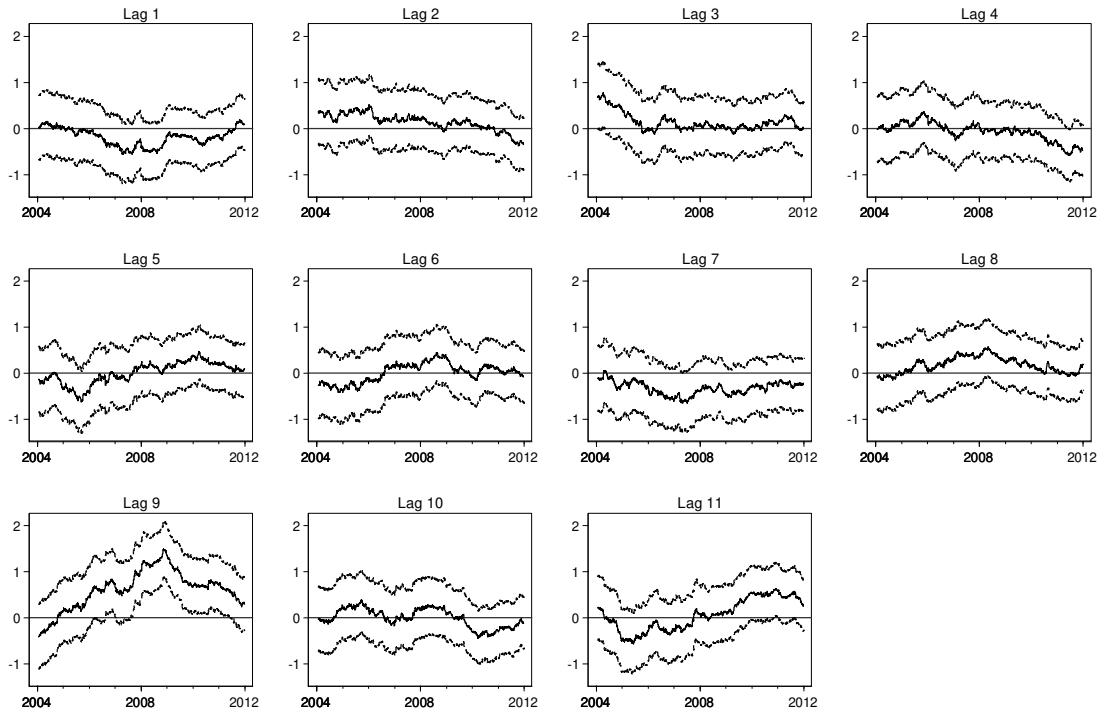 Lag 1 Lag 2 Lag 3 Lag 4
2 2 2 2
1 1 1 1
0 0 0 0
-1 -1 -1 -1
2004 2008 2012 2004 2008 2012 2004 2008 2012 2004 2008 2012
Lag 5 Lag 6 Lag 7 Lag 8
2 2 2 2
1 1 1 1
0 0 0 0
-1 -1 -1 -1
2004 2008 2012 2004 2008 2012 2004 2008 2012 2004 2008 2012
Lag 9 Lag 10 Lag 11
2 2 2
1 1 1
0 0 0
-1 -1 -1
2004 2008 2012 2004 2008 2012 2004 2008 2012